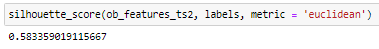 silhouette_score(ob_features_ts2, labels, metric = 'euclidean')
0.583359019115667